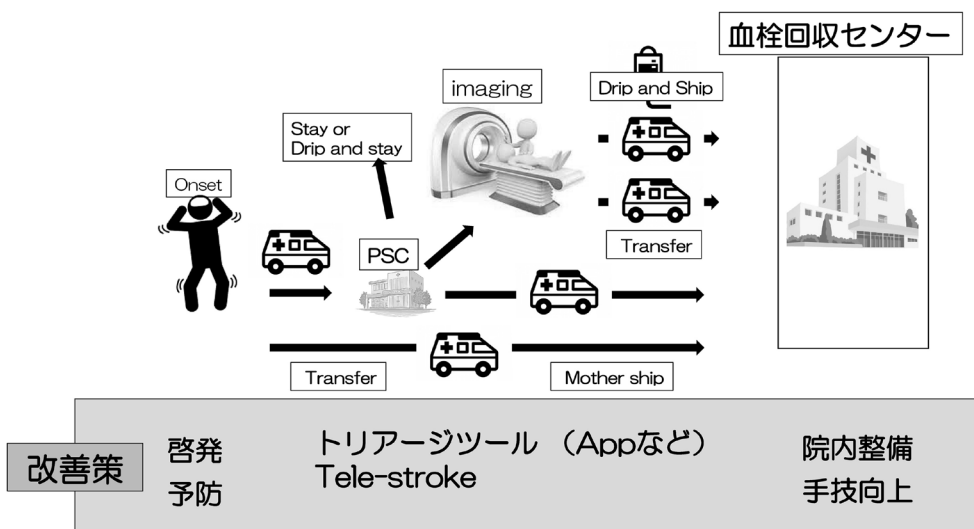 血栓回収センター
imaging
Drip and Ship
Stay or
Drip and stay
Onset
PSC
Transfer
Transfer
Mother ship
改善策
啓発
予防
トリアージツール （Appなど）
Tele-stroke
院内整備
手技向上